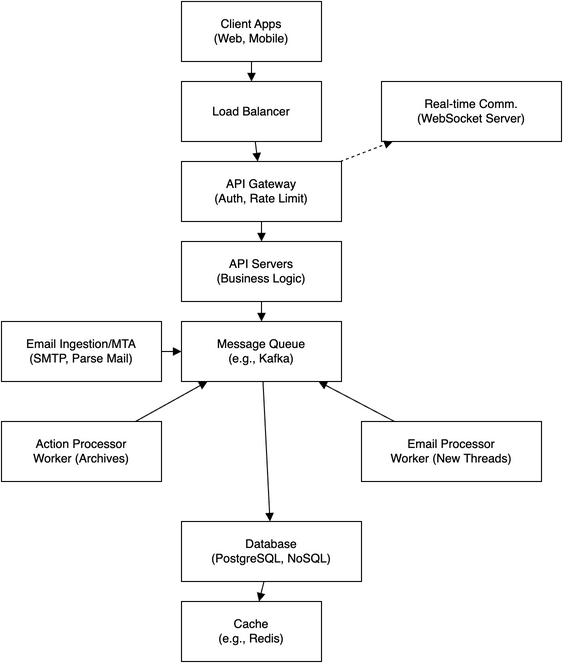 Client Apps
(Web, Mobile)
Load Balancer
Real-time Comm.
(WebSocket Server)
API Gateway
(Auth, Rate Limit)
API Servers
(Business Logic)
Email Ingestion/MTA
(SMTP, Parse Mail)
Message Queue
(e.g., Kafka)
Action Processor
Worker (Archives)
Email Processor
Worker (New Threads)
Database
(PostgreSQL, NoSQL)
Cache
(e.g., Redis)